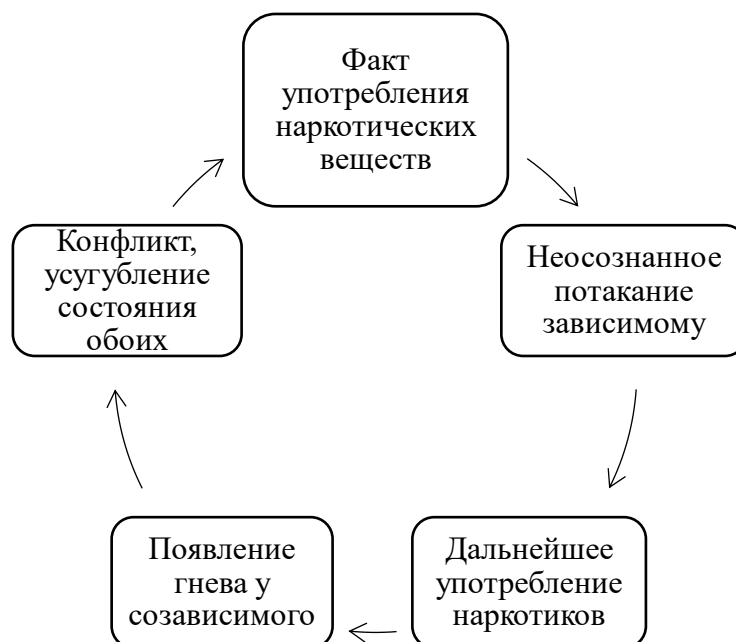 Факт
употребления
наркотических
веществ
Неосознанное
потакание
зависимому
Дальнейшее
употребление
наркотиков
Появление
гнева у
созависимого
Конфликт,
усугубление
состояния
обоих